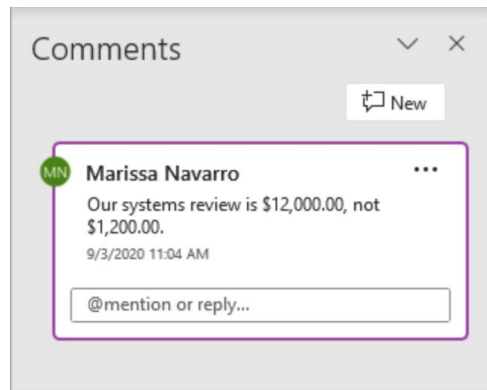 Comments
New
MN
Marissa Navarro
Our systems review is $12,000.00, not
$1,200.00.
9/3/2020 11:04 AM
@mention or reply...